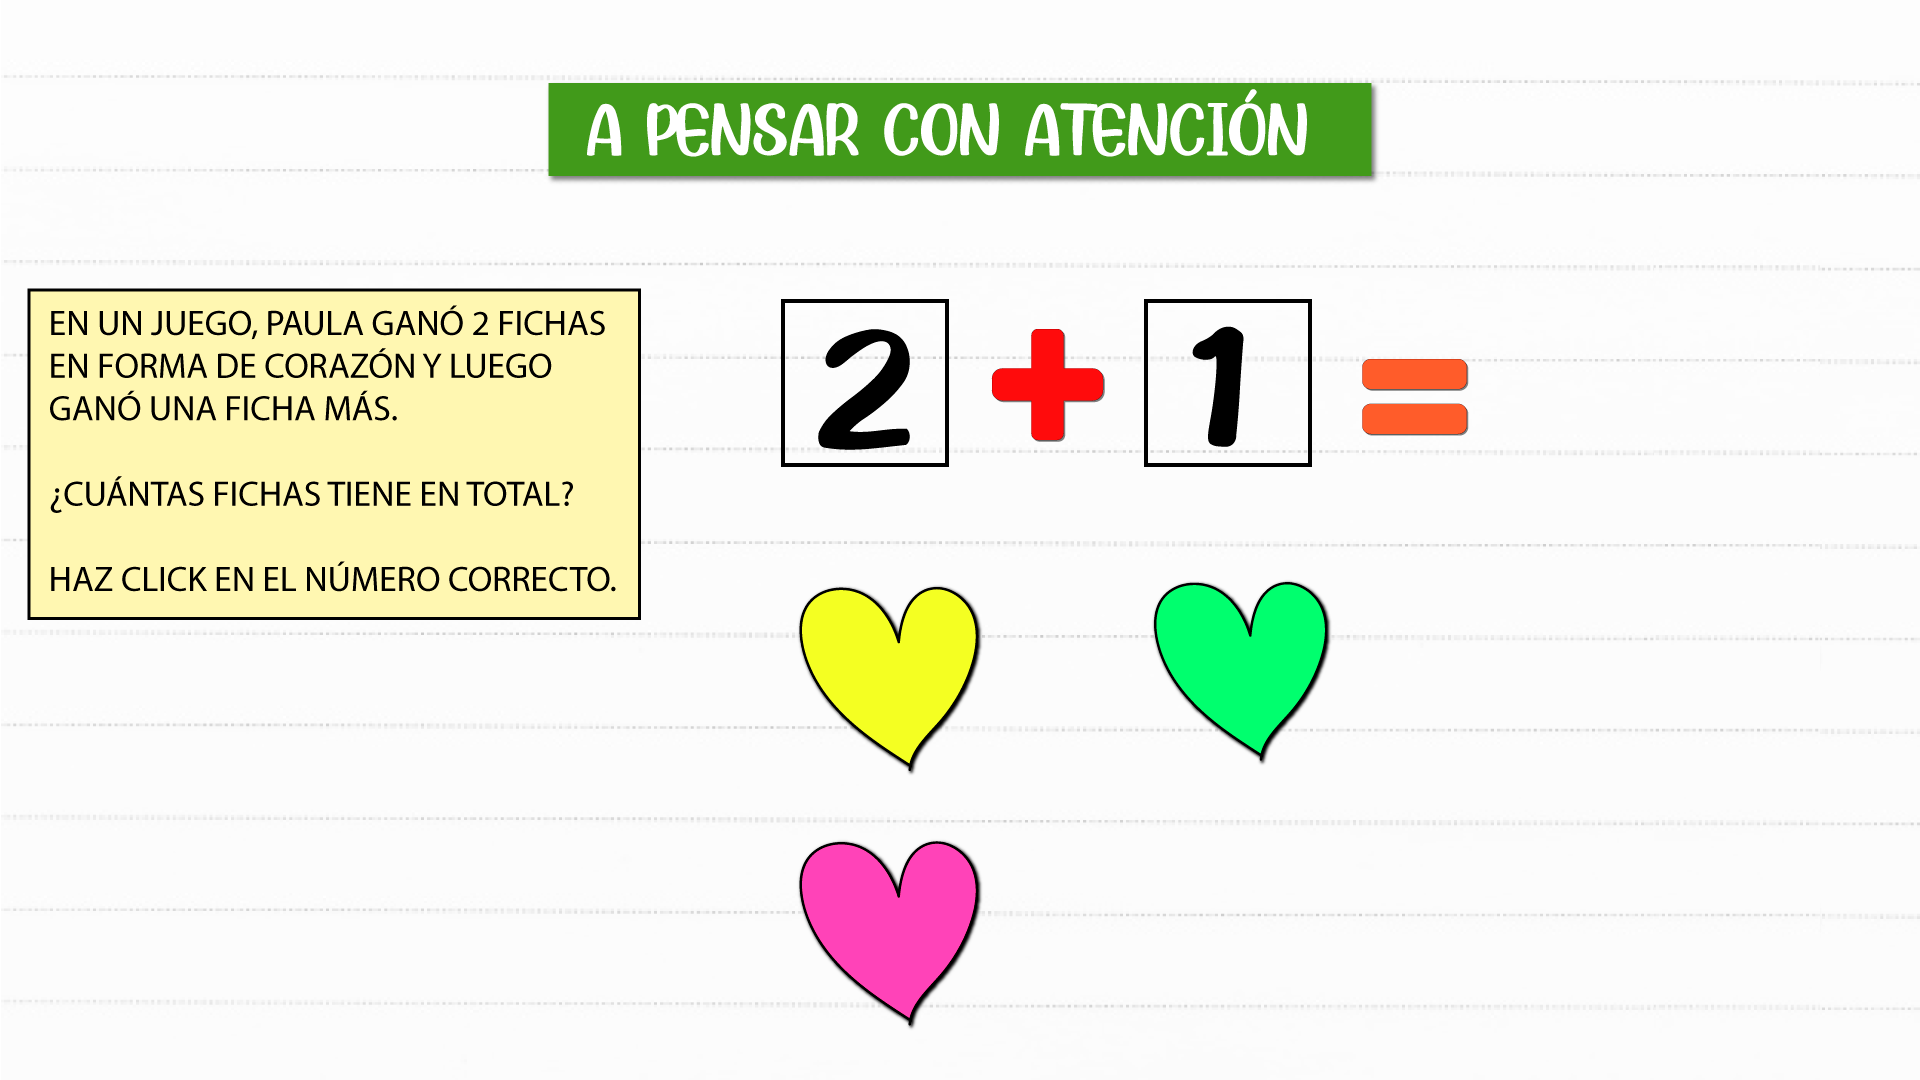 A PENSAR CON ATENCIÓN
EN UN JUEGO, PAULA GANÓ 2 FICHAS
EN FORMA DE CORAZÓN Y LUEGO
GANÓ UNA FICHA MÁS.
¿CUÁNTAS FICHAS TIENE EN TOTAL?
HAZ CLICK EN EL NÚMERO CORRECTO.
2 + 1 =